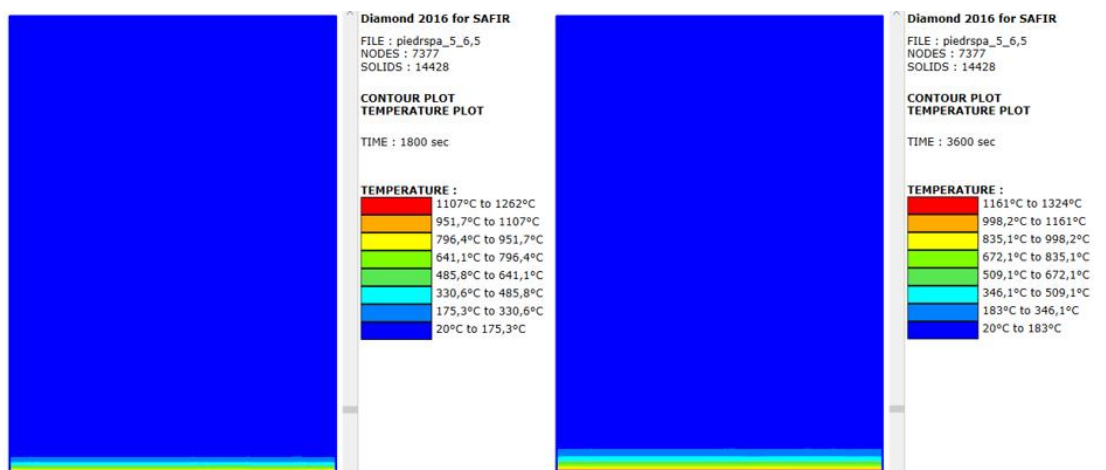 Diamond 2016 for SAFIR
FILE : piedrspa_5_6,5
NODES : 7377
SOLIDS : 14428
CONTOUR PLOT
TEMPERATURE PLOT
TIME : 1800 sec
TEMPERATURE :
1107°C to 1262°C
951,7°C to 1107°C
796,4°C to 951,7°C
641,1°C to 796,4°C
485,8°C to 641,1°C
330,6°C to 485,8°C
175,3°C to 330,6°C
20°C to 175,3°C
Diamond 2016 for SAFIR
FILE : piedrspa_5_6,5
NODES : 7377
SOLIDS : 14428
CONTOUR PLOT
TEMPERATURE PLOT
TIME : 3600 sec
TEMPERATURE :
1161°C to 1324°C
998,2°C to 1161°C
835,1°C to 998,2°C
672,1°C to 835,1°C
509,1°C to 672,1°C
346,1°C to 509,1°C
183°C to 346,1°C
20°C to 183°C